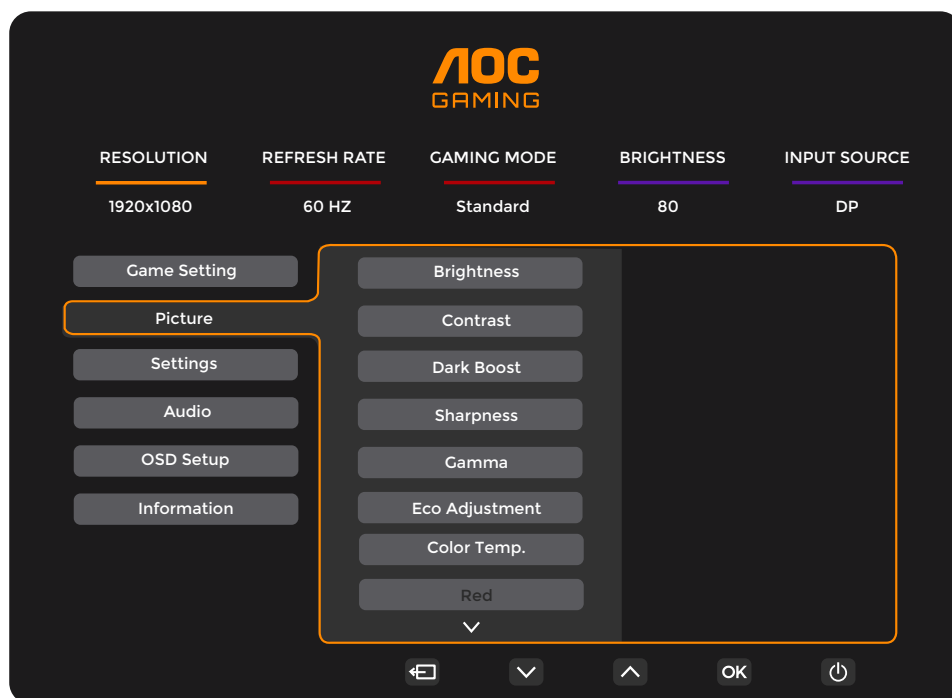 AOC
GAMING
RESOLUTION REFRESH RATE GAMING MODE BRIGHTNESS INPUT SOURCE
1920x1080 60 HZ Standard 80 DP
Game Setting
Picture
Settings
Audio
OSD Setup
Information
Brightness
Contrast
Dark Boost
Sharpness
Gamma
Eco Adjustment
Color Temp.
Red
OK